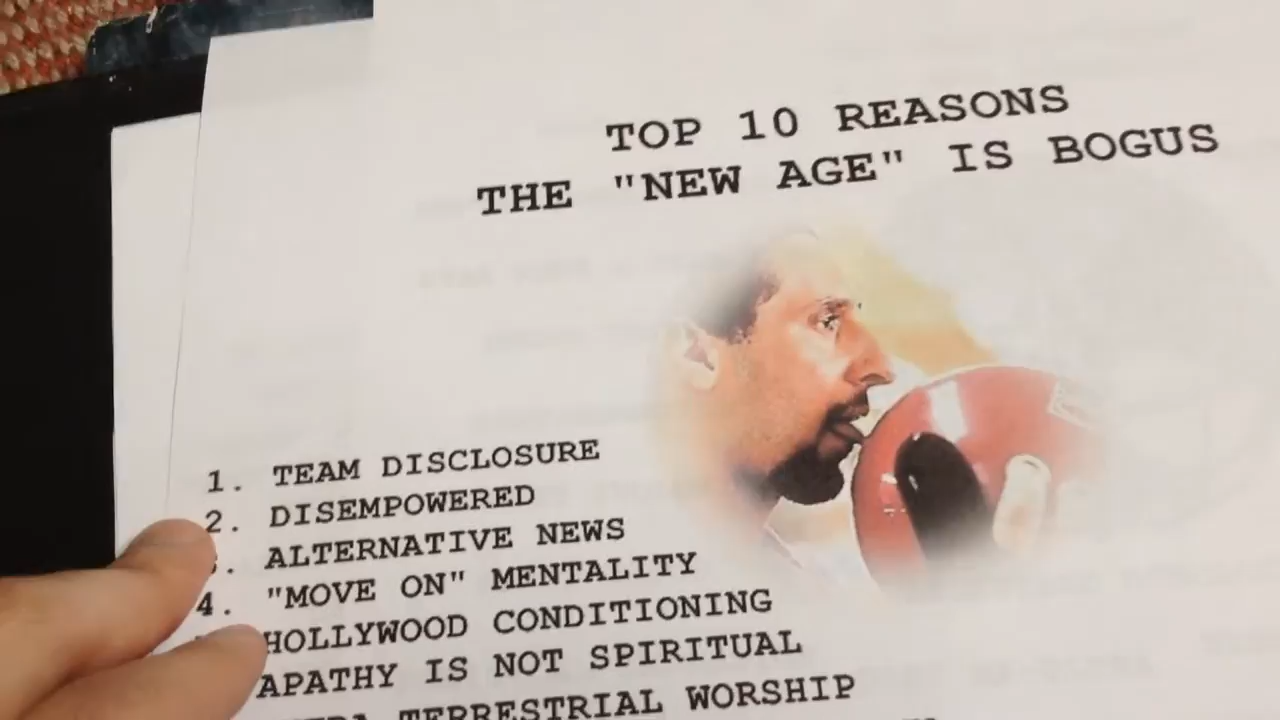 TOP 10 REASONS
THE "NEW AGE" IS BOGUS
1. TEAM DISCLOSURE
2. DISEMPOWERED
. ALTERNATIVE NEWS
4. "MOVE ON" MENTALITY
HOLLYWOOD CONDITIONING
APATHY IS NOT SPIRITUAL
TERRESTRIAL WORSHIP